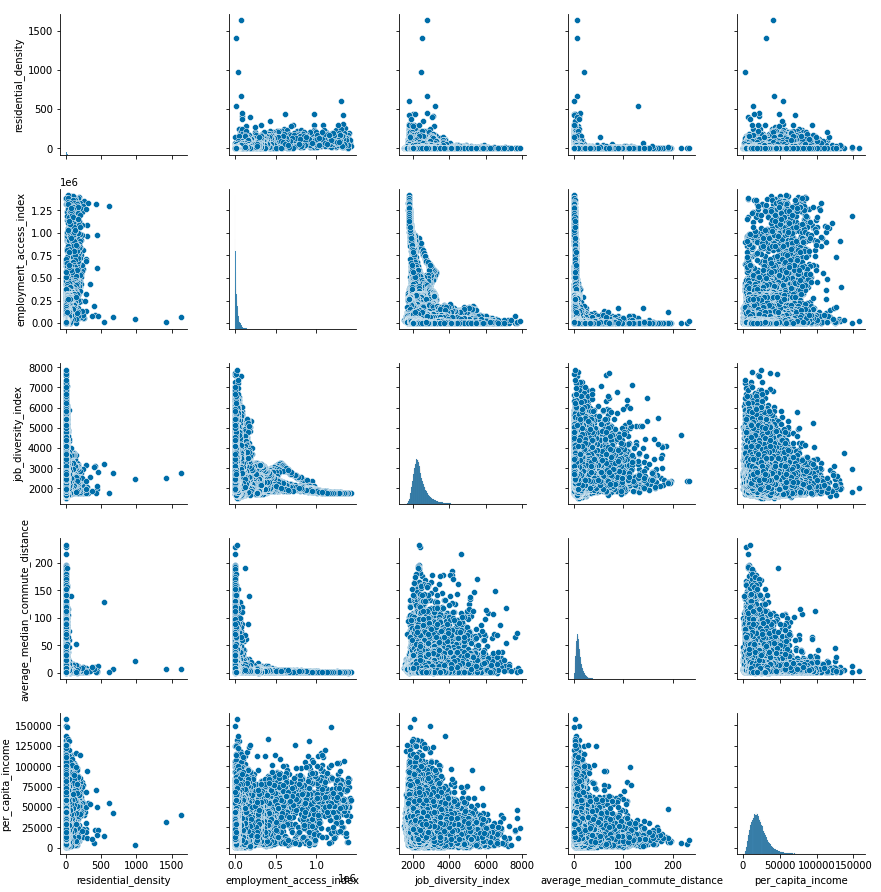 residential_density
1500
1000
500
0
1e6
employment_access_index
1.25
1.00
0.75
0.50
0.25
0.00
job_diversity_index
8000
7000
6000
5000
4000
3000
2000
average_median_commute_distance
200
150
100
50
0
per_capita_income
150000
125000
100000
75000
50000
25000
0
0 500 1000 1500
residential_density
0.0 0.5 1.0
1e6
employment_access_index
2000 4000 6000 8000
job_diversity_index
0 100 200
average_median_commute_distance
0 50000 100000 150000
per_capita_income